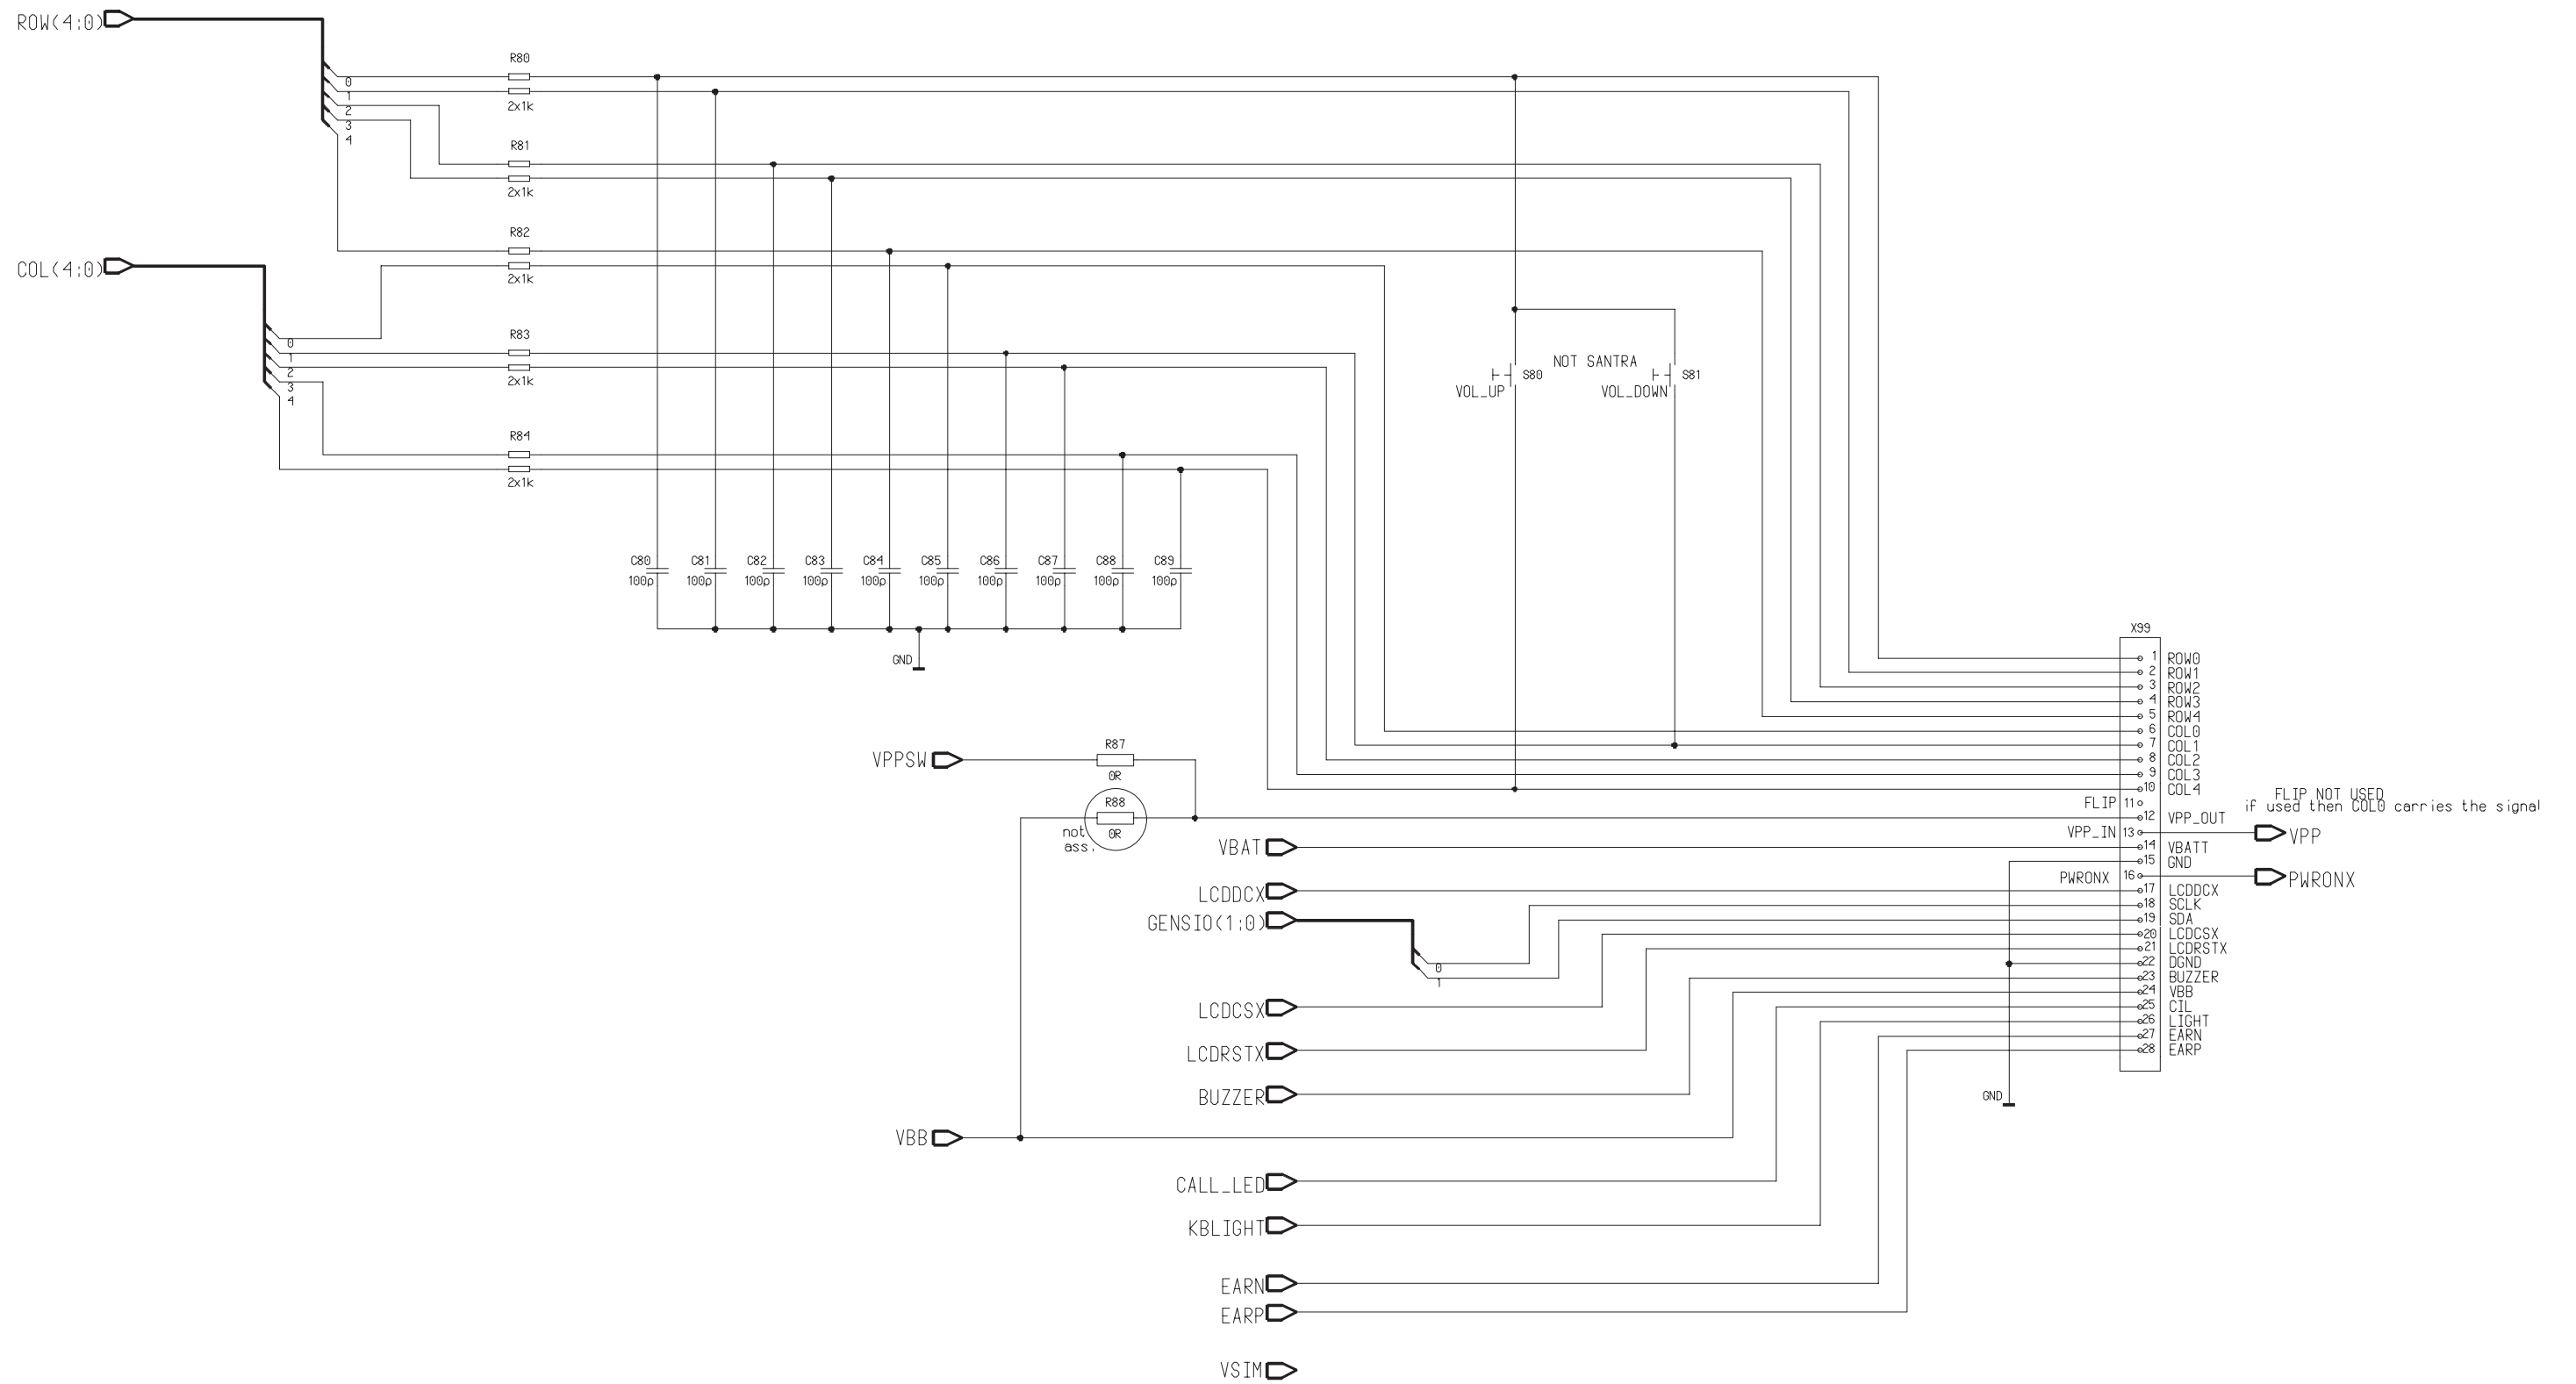 ROW(4:0)
R80
0
1
2x1k
2
3
4
R81
2x1k
R82
COL(4:0)
2x1k
R83
0
1
2
3
4
2x1k
NOT SANTRA
S80
S81
VOL_UP
VOL_DOWN
R84
2x1k
C80 C81 C82 C83 C84 C85 C86 C87 C88 C89
100p 100p 100p 100p 100p 100p 100p 100p 100p 100p
GND
X99
1 ROW0
2 ROW1
3 ROW2
4 ROW3
5 ROW4
6 COL0
7 COL1
8 COL2
9 COL3
10 COL4
FLIP 11
12 VPP_OUT
VPP_IN 13
14 VBATT
15 GND
PWRONX 16
17 LCDDCX
18 SCLK
19 SDA
20 LCDCSX
21 LCDRSTX
22 DGND
23 BUZZER
24 VBB
25 CIL
26 LIGHT
27 EARN
28 EARP
FLIP NOT USED
if used then COL0 carries the signal
VPP
PWRONX
GND
VPPSW
R87
0R
R88
0R
not
ass.
VBAT
LCDDCX
GENSIO(1:0)
0
1
LCDCSX
LCDRSTX
BUZZER
VBB
CALL_LED
KBLIGHT
EARN
EARP
VSIM